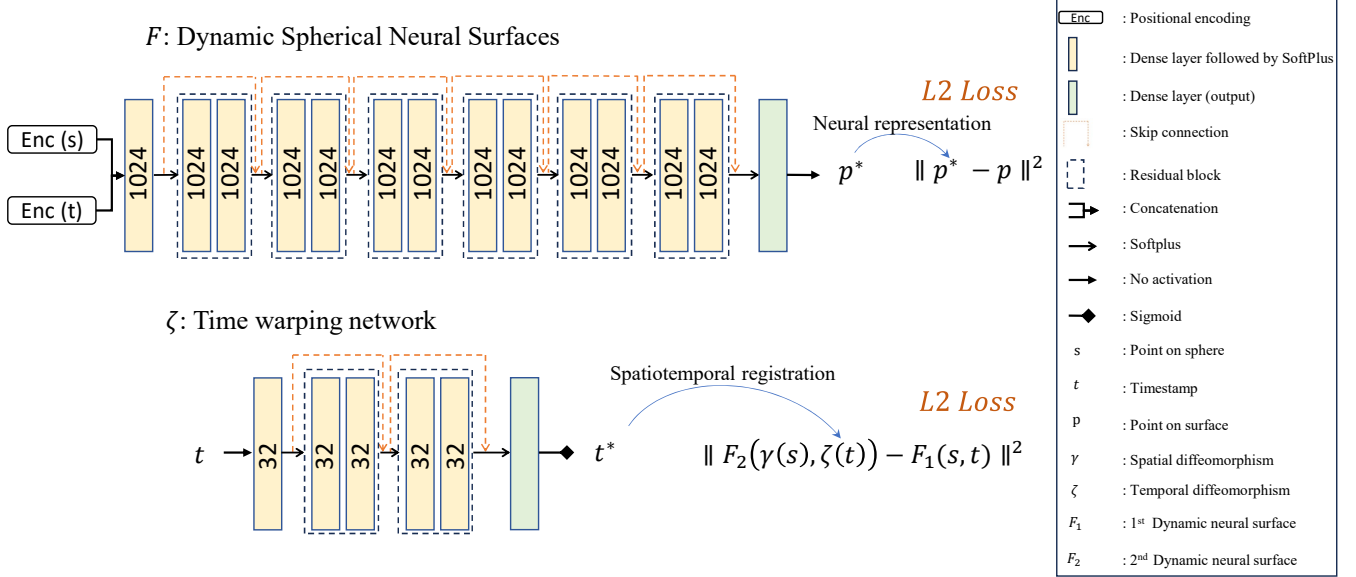 F: Dynamic Spherical Neural Surfaces
Enc (s)
Enc (t)
1024
1024
1024
1024
1024
1024
1024
1024
1024
1024
1024
1024
1024
L2 Loss
Neural representation
p* ‖ p* − p ‖²
ζ: Time warping network
t
32
32
32
32
32
t*
Spatiotemporal registration
L2 Loss
‖ F₂(γ(s), ζ(t)) − F₁(s, t) ‖²
Enc : Positional encoding
: Dense layer followed by SoftPlus
: Dense layer (output)
: Skip connection
: Residual block
: Concatenation
: Softplus
: No activation
: Sigmoid
s : Point on sphere
t : Timestamp
p : Point on surface
γ : Spatial diffeomorphism
ζ : Temporal diffeomorphism
F₁ : 1st Dynamic neural surface
F₂ : 2nd Dynamic neural surface